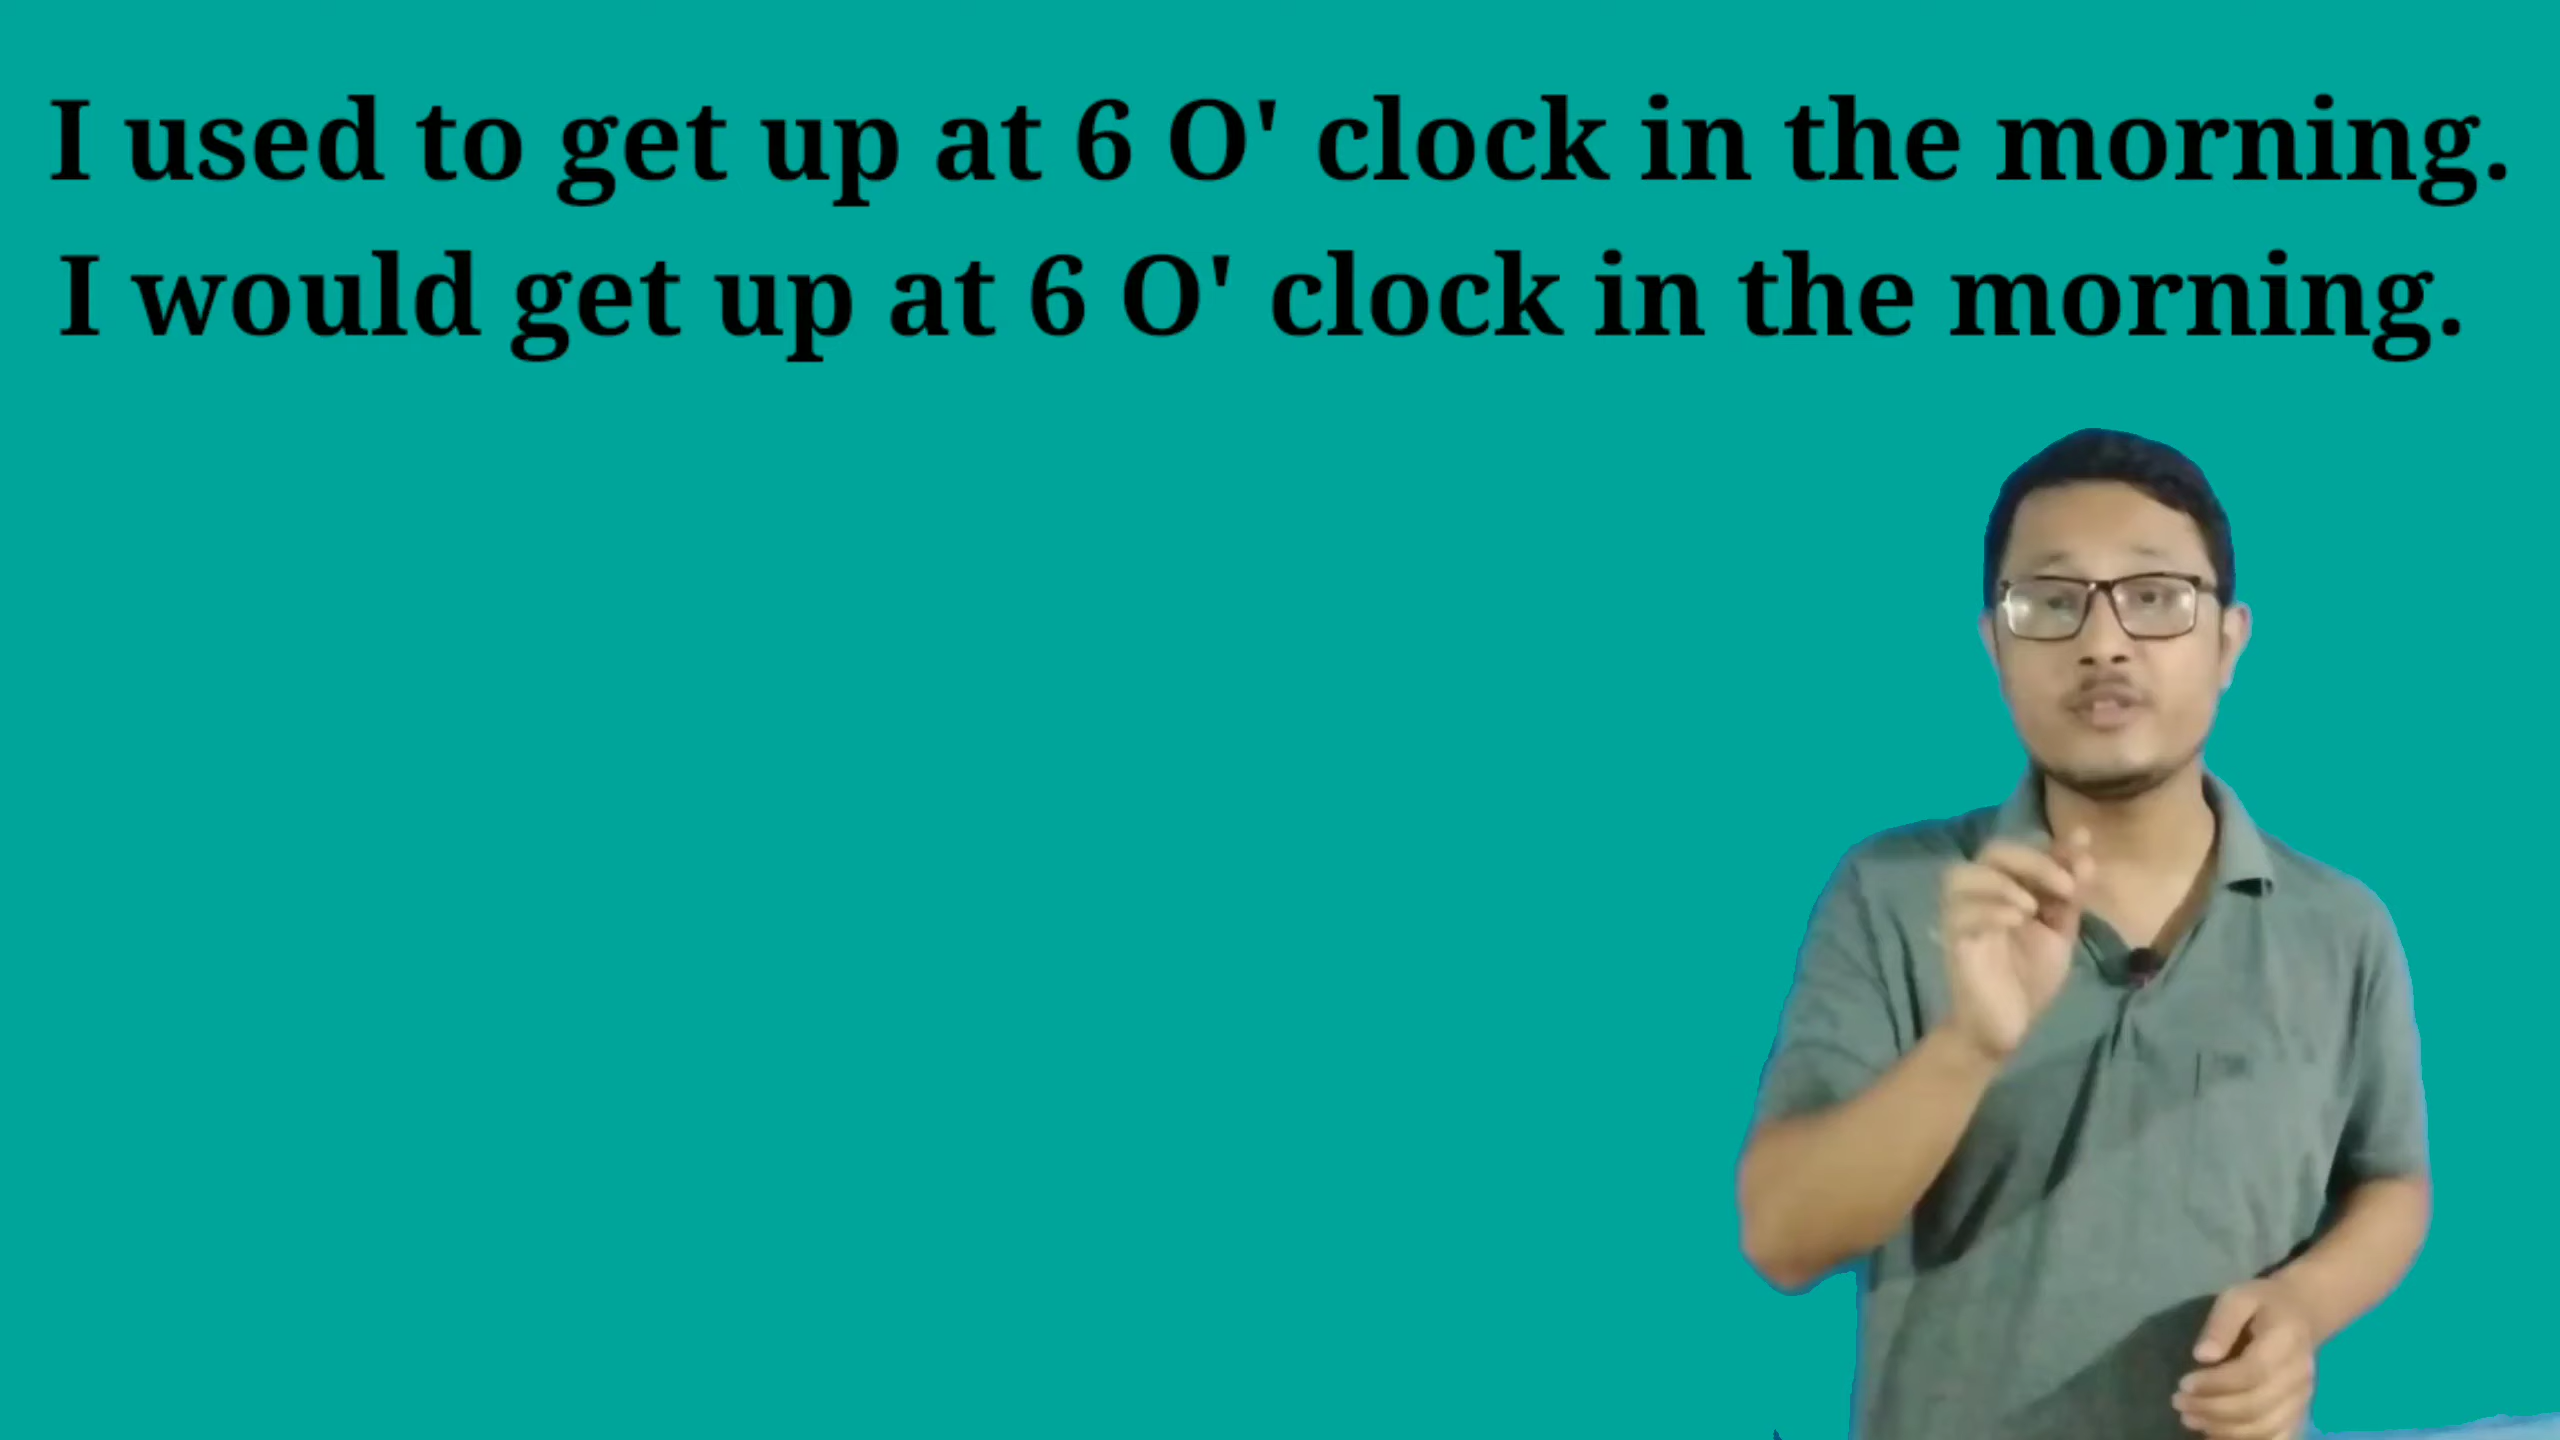 I used to get up at 6 O' clock in the morning.
I would get up at 6 O' clock in the morning.